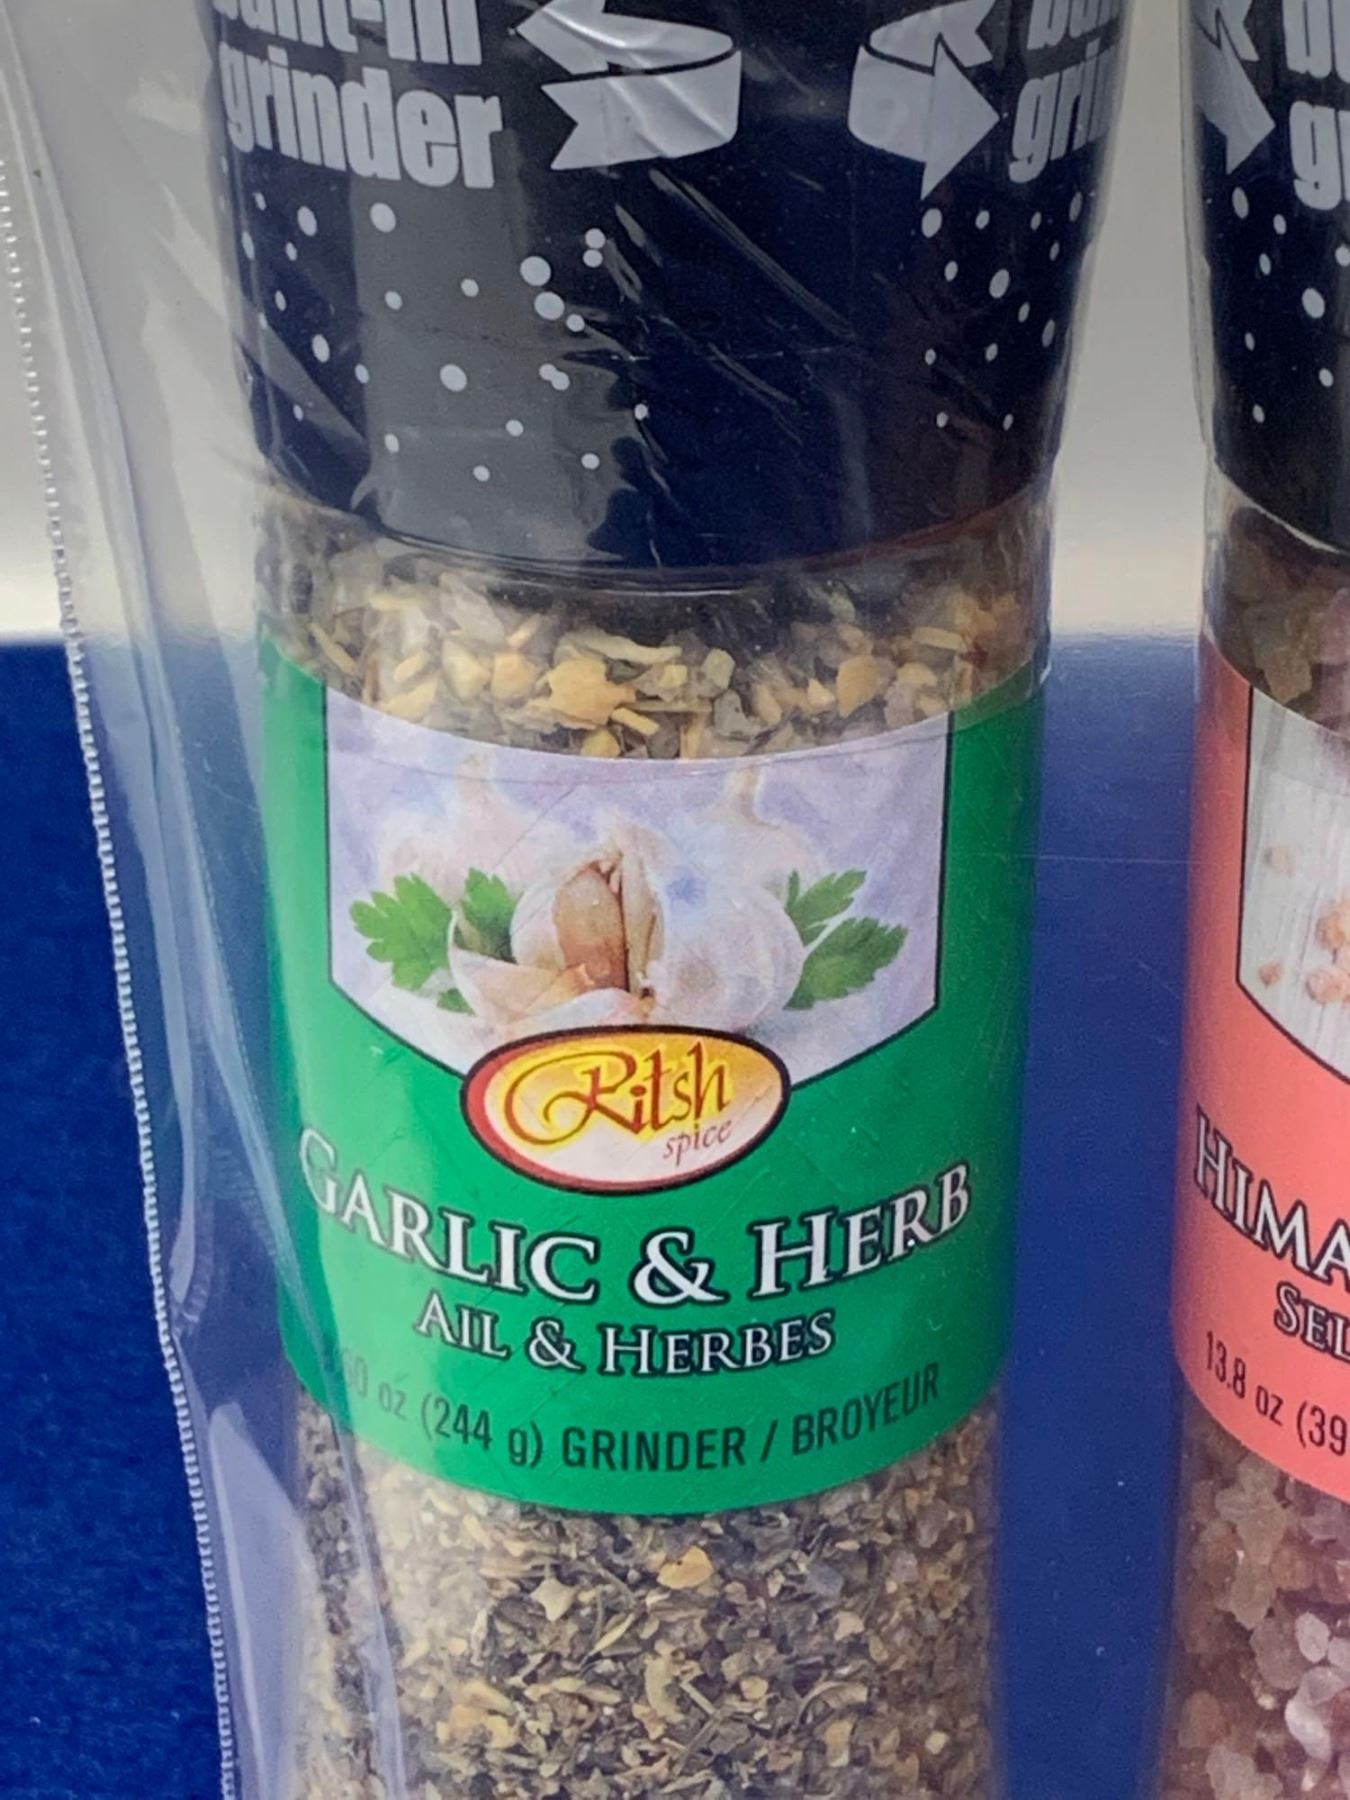 grinder
Ritsh
spice
GARLIC & HERB
AIL & HERBES
oz (244 g) GRINDER / BROYEUR
13.8 oz